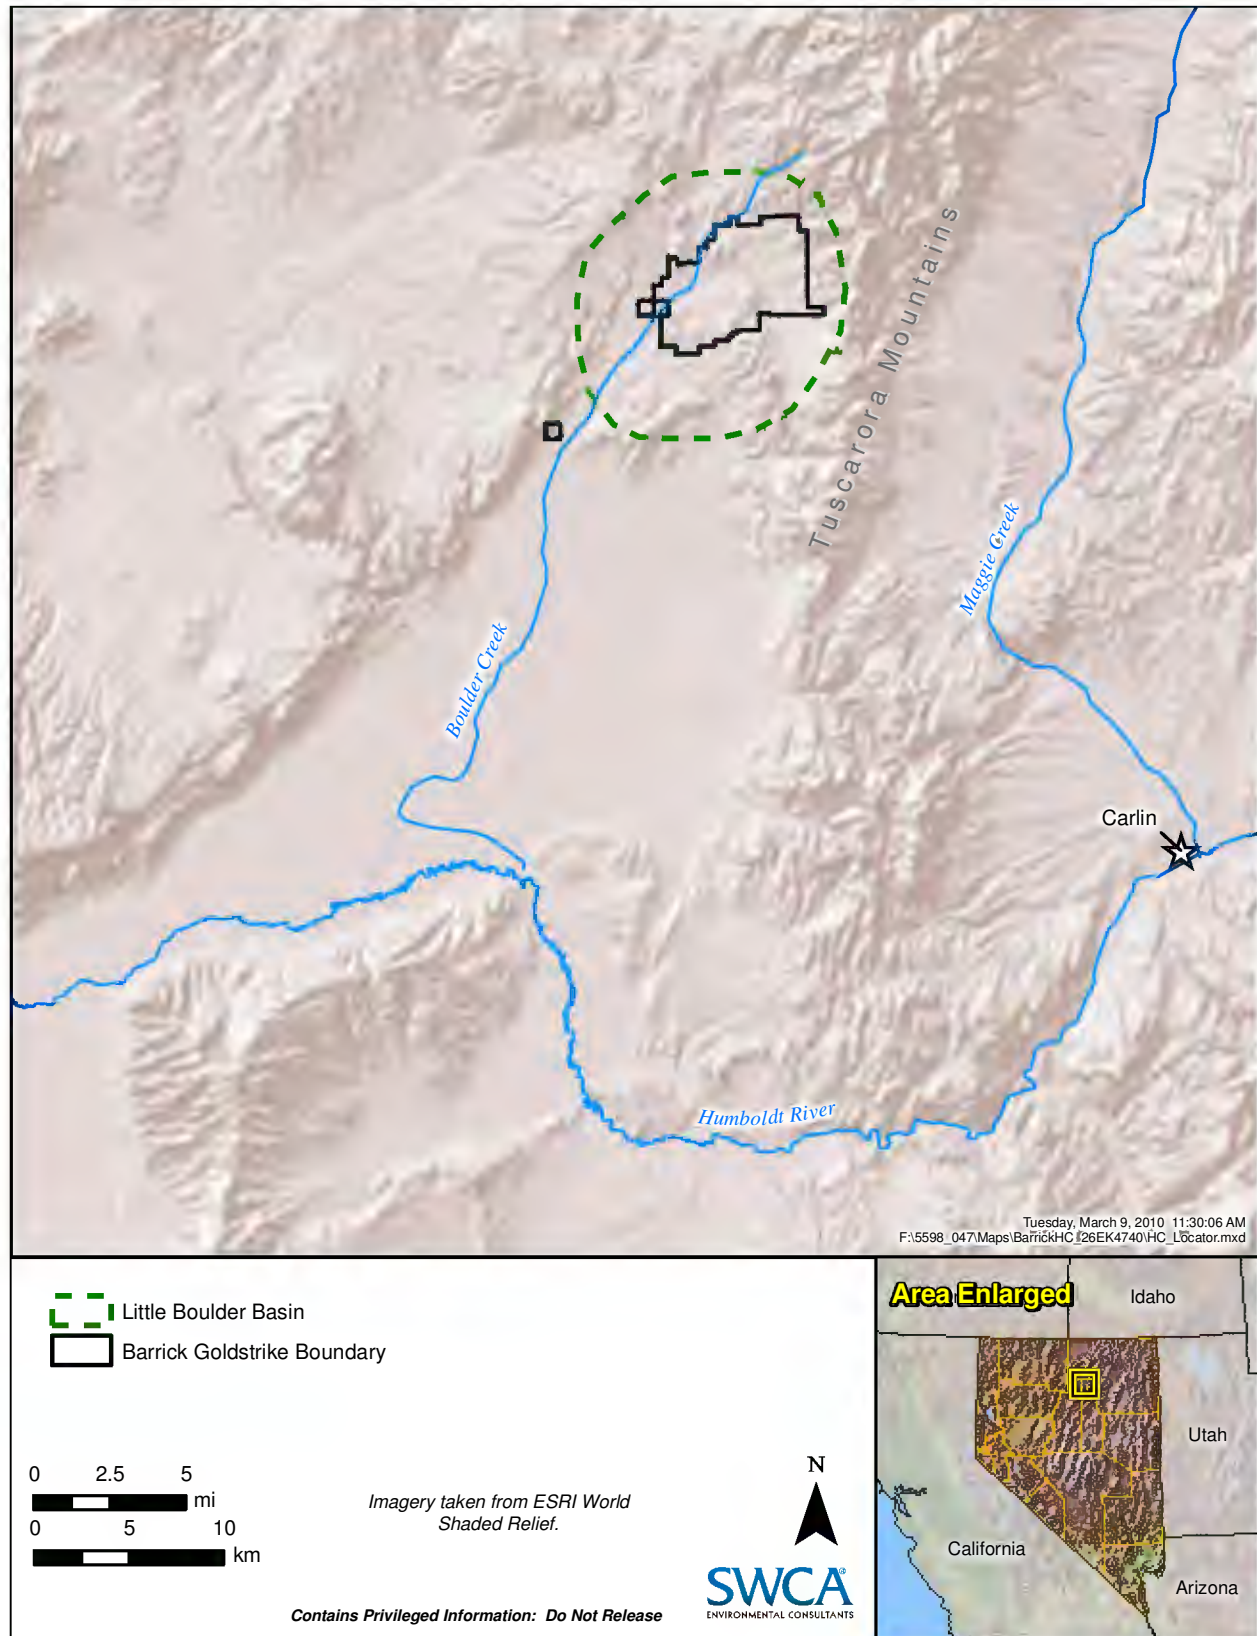 Tuscarora Mountains
Maggie Creek
Boulder Creek
Carlin
Humboldt River
Tuesday, March 9, 2010 11:30:06 AM
F:\5598_047\Maps\BarrickHC_26EK4740\HC_Locator.mxd
Little Boulder Basin
Barrick Goldstrike Boundary
0 2.5 5
mi
0 5 10
km
Imagery taken from ESRI World
Shaded Relief.
Contains Privileged Information: Do Not Release
N
SWCA®
ENVIRONMENTAL CONSULTANTS
Area Enlarged
Idaho
Utah
California
Arizona